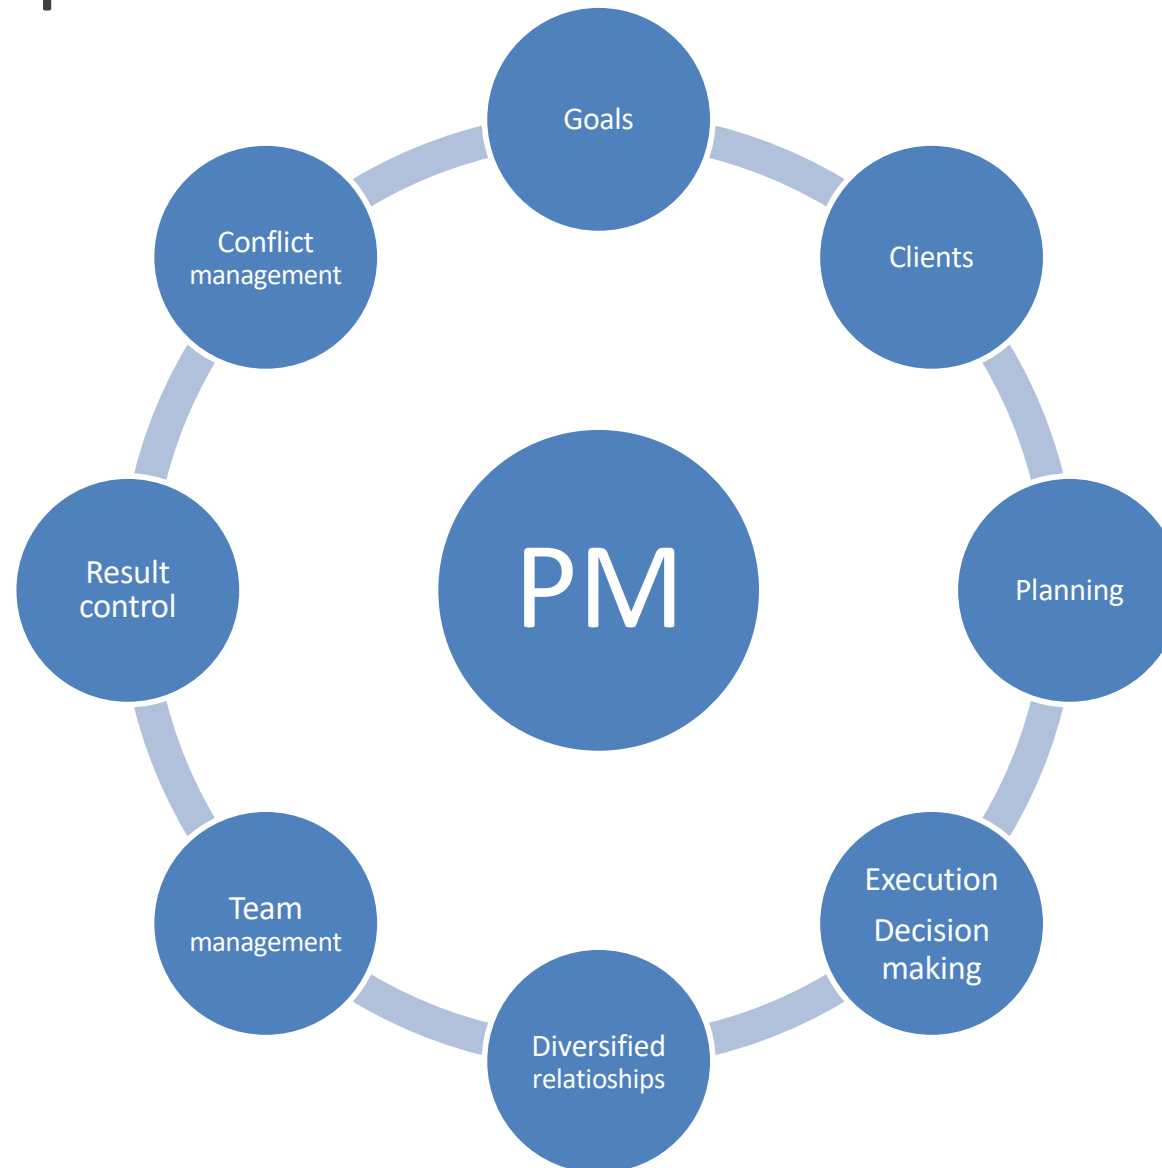 Goals
Clients
Conflict
management
PM
Planning
Result
control
Execution
Decision
making
Team
management
Diversified
relatioships